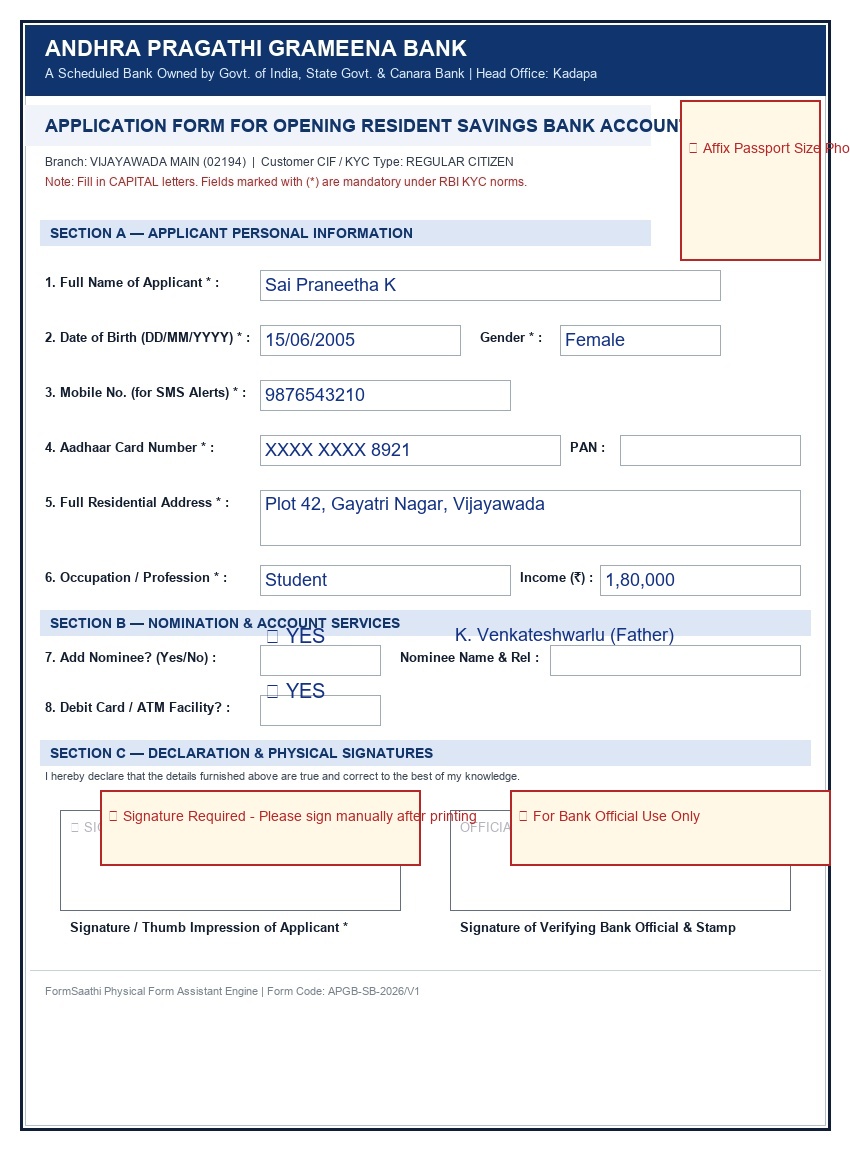 ANDHRA PRAGATHI GRAMEENA BANK
A Scheduled Bank Owned by Govt. of India, State Govt. & Canara Bank | Head Office: Kadapa
APPLICATION FORM FOR OPENING RESIDENT SAVINGS BANK ACCOUNT
Affix Passport Size Pho
Branch: VIJAYAWADA MAIN (02194) | Customer CIF / KYC Type: REGULAR CITIZEN
Note: Fill in CAPITAL letters. Fields marked with (*) are mandatory under RBI KYC norms.
SECTION A — APPLICANT PERSONAL INFORMATION
1. Full Name of Applicant * : Sai Praneetha K
2. Date of Birth (DD/MM/YYYY) * : 15/06/2005 Gender * : Female
3. Mobile No. (for SMS Alerts) * : 9876543210
4. Aadhaar Card Number * : XXXX XXXX 8921 PAN :
5. Full Residential Address * : Plot 42, Gayatri Nagar, Vijayawada
6. Occupation / Profession * : Student Income (₹) : 1,80,000
SECTION B — NOMINATION & ACCOUNT SERVICES
YES K. Venkateshwarlu (Father)
7. Add Nominee? (Yes/No) : Nominee Name & Rel :
YES
8. Debit Card / ATM Facility? :
SECTION C — DECLARATION & PHYSICAL SIGNATURES
I hereby declare that the details furnished above are true and correct to the best of my knowledge.
Signature Required - Please sign manually after printing For Bank Official Use Only
Signature / Thumb Impression of Applicant * Signature of Verifying Bank Official & Stamp
FormSaathi Physical Form Assistant Engine | Form Code: APGB-SB-2026/V1